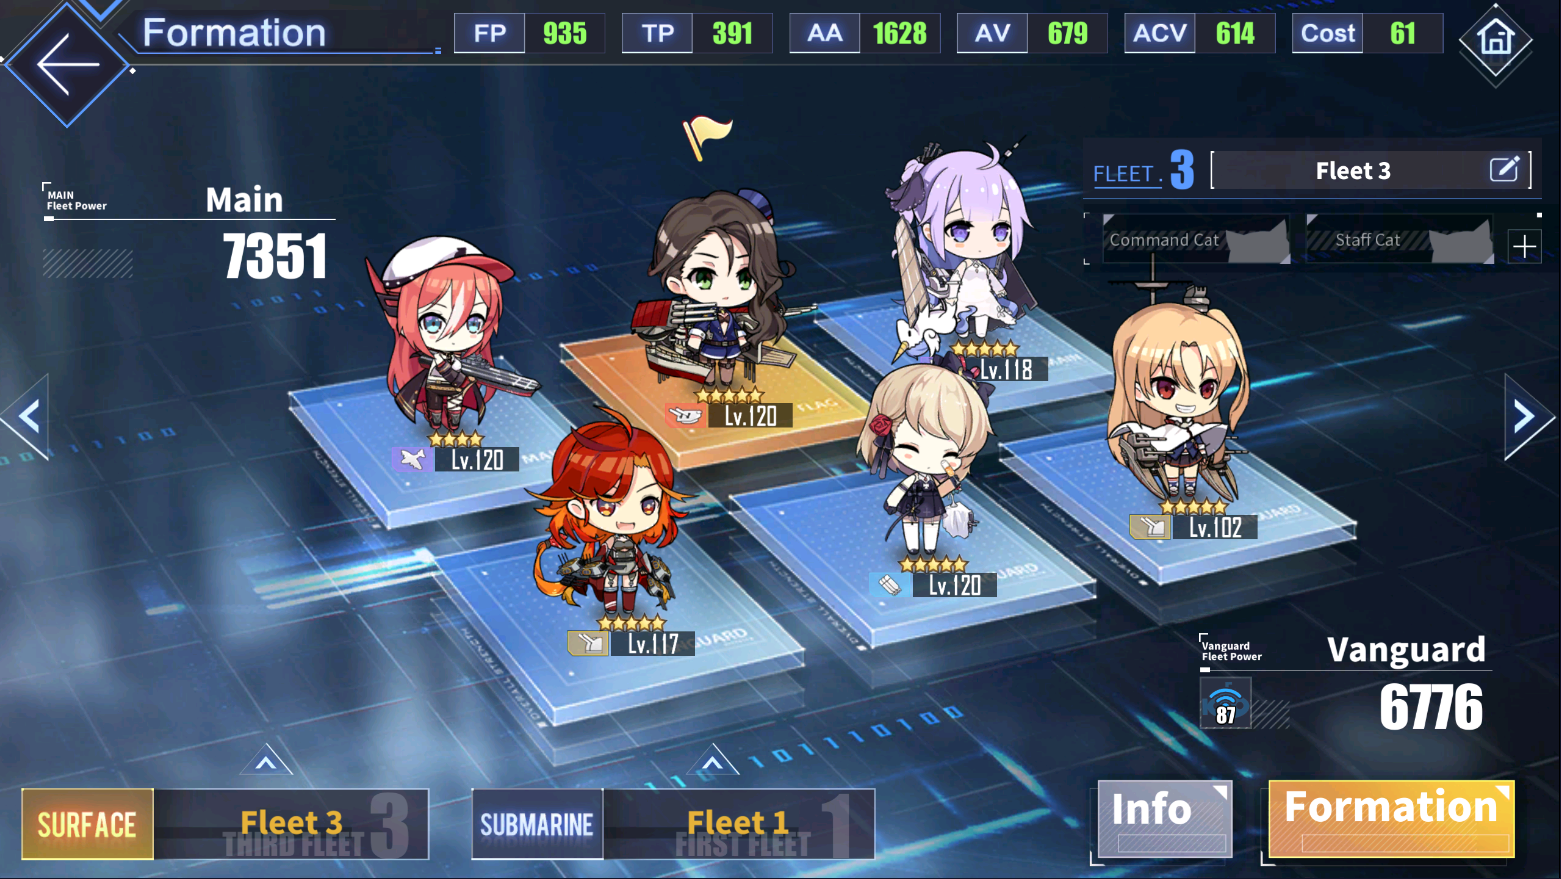 Formation
FP 935 TP 391 AA 1628 AV 679 ACV 614 Cost 61
FLEET. 3 Fleet 3
MAIN
Fleet Power
Main
7351
Command Cat Staff Cat
Lv.118
FLAG
Lv.120
Lv.120
Lv.102
Lv.120
Lv.117
Vanguard
Fleet Power
Vanguard
87
6776
SURFACE Fleet 3
THIRD FLEET 3
SUBMARINE Fleet 1
FIRST FLEET 1
Info
Formation